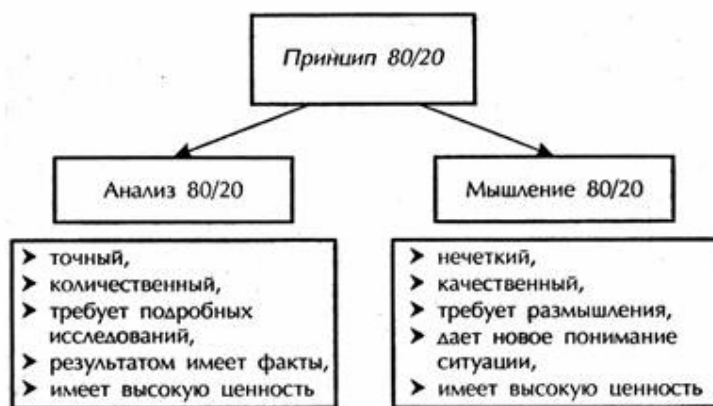 Принцип 80/20
Анализ 80/20
Мышление 80/20
➤ точный,
➤ количественный,
➤ требует подробных
исследований,
➤ результатом имеет факты,
➤ имеет высокую ценность
➤ нечеткий,
➤ качественный,
➤ требует размышления,
➤ дает новое понимание
ситуации,
➤ имеет высокую ценность